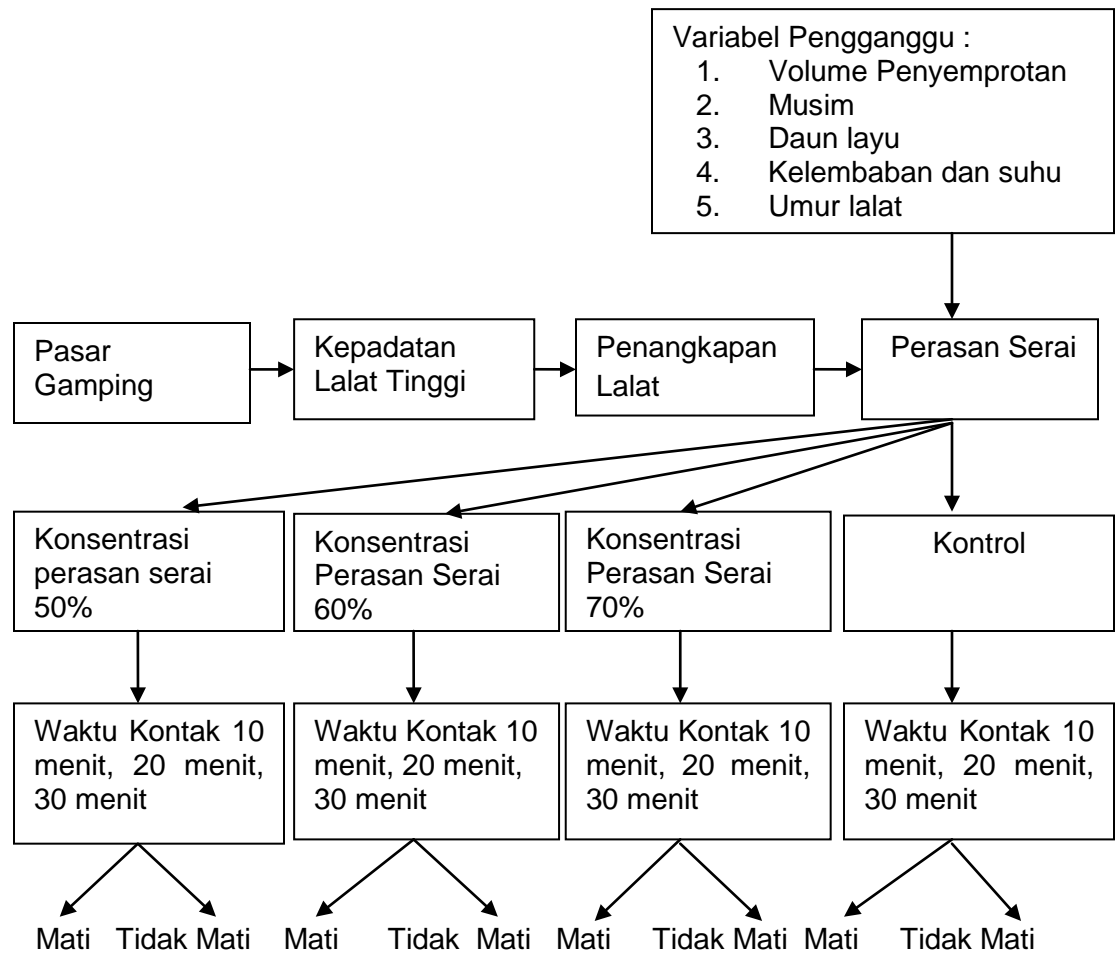 Variabel Pengganggu :
1. Volume Penyemprotan
2. Musim
3. Daun layu
4. Kelembaban dan suhu
5. Umur lalat
Pasar
Gamping
Kepadatan
Lalat Tinggi
Penangkapan
Lalat
Perasan Serai
Konsentrasi
perasan serai
50%
Konsentrasi
Perasan Serai
60%
Konsentrasi
Perasan Serai
70%
Kontrol
Waktu Kontak 10
menit, 20 menit,
30 menit
Waktu Kontak 10
menit, 20 menit,
30 menit
Waktu Kontak 10
menit, 20 menit,
30 menit
Waktu Kontak 10
menit, 20 menit,
30 menit
Mati Tidak Mati Mati Tidak Mati Mati Tidak Mati Mati Tidak Mati